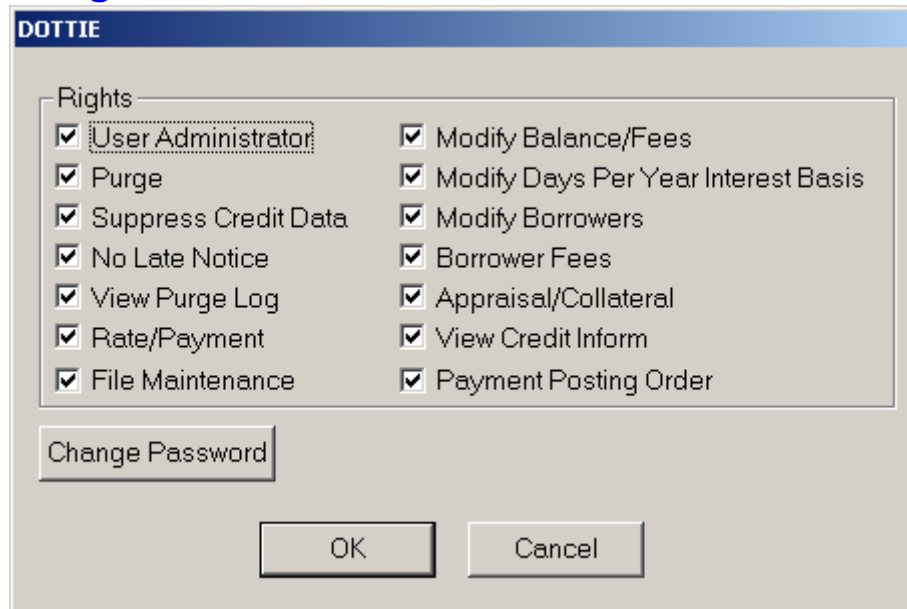 DOTTIE
Rights
User Administrator
Purge
Suppress Credit Data
No Late Notice
View Purge Log
Rate/Payment
File Maintenance
Modify Balance/Fees
Modify Days Per Year Interest Basis
Modify Borrowers
Borrower Fees
Appraisal/Collateral
View Credit Inform
Payment Posting Order
Change Password
OK
Cancel